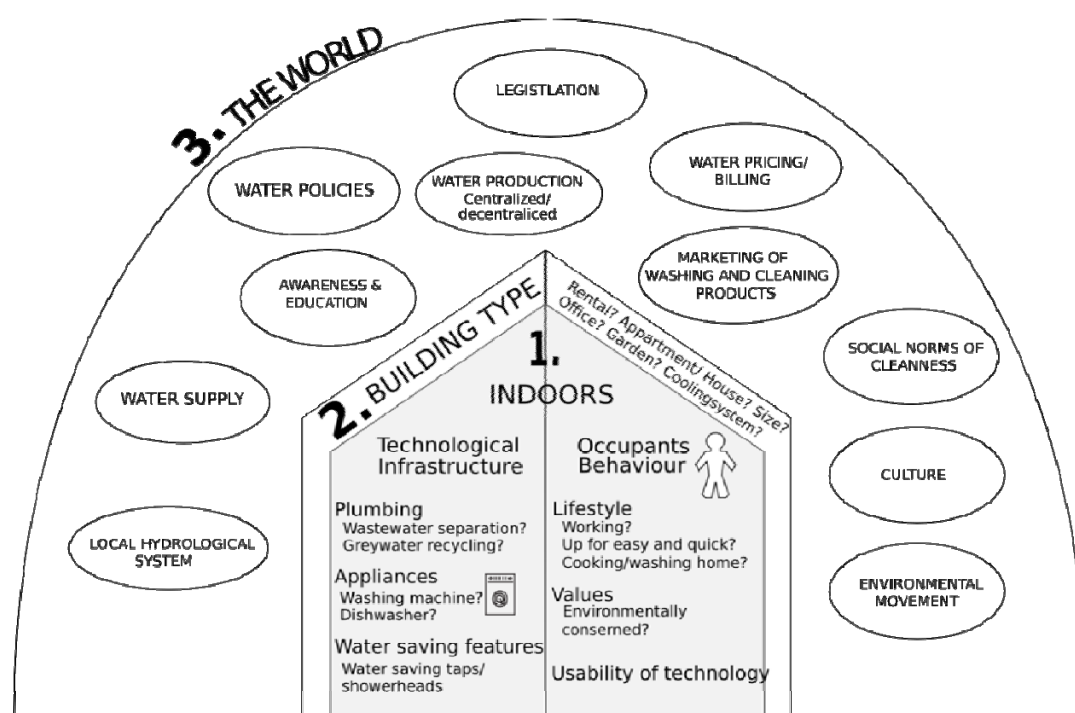 3. THE WORLD
LEGISTLATION
WATER POLICIES
WATER PRODUCTION
Centralized/
decentraliced
WATER PRICING/
BILLING
AWARENESS &
EDUCATION
MARKETING OF
WASHING AND CLEANING
PRODUCTS
WATER SUPPLY
SOCIAL NORMS OF
CLEANNESS
LOCAL HYDROLOGICAL
SYSTEM
CULTURE
ENVIRONMENTAL
MOVEMENT
2. BUILDING TYPE
Rental? Appartment/ House? Size?
Office? Garden? Coolingsystem?
1.
INDOORS
Technological
Infrastructure
Plumbing
Wastewater separation?
Greywater recycling?
Appliances
Washing machine?
Dishwasher?
Water saving features
Water saving taps/
showerheads
Occupants
Behaviour
Lifestyle
Working?
Up for easy and quick?
Cooking/washing home?
Values
Environmentally
conserned?
Usability of technology